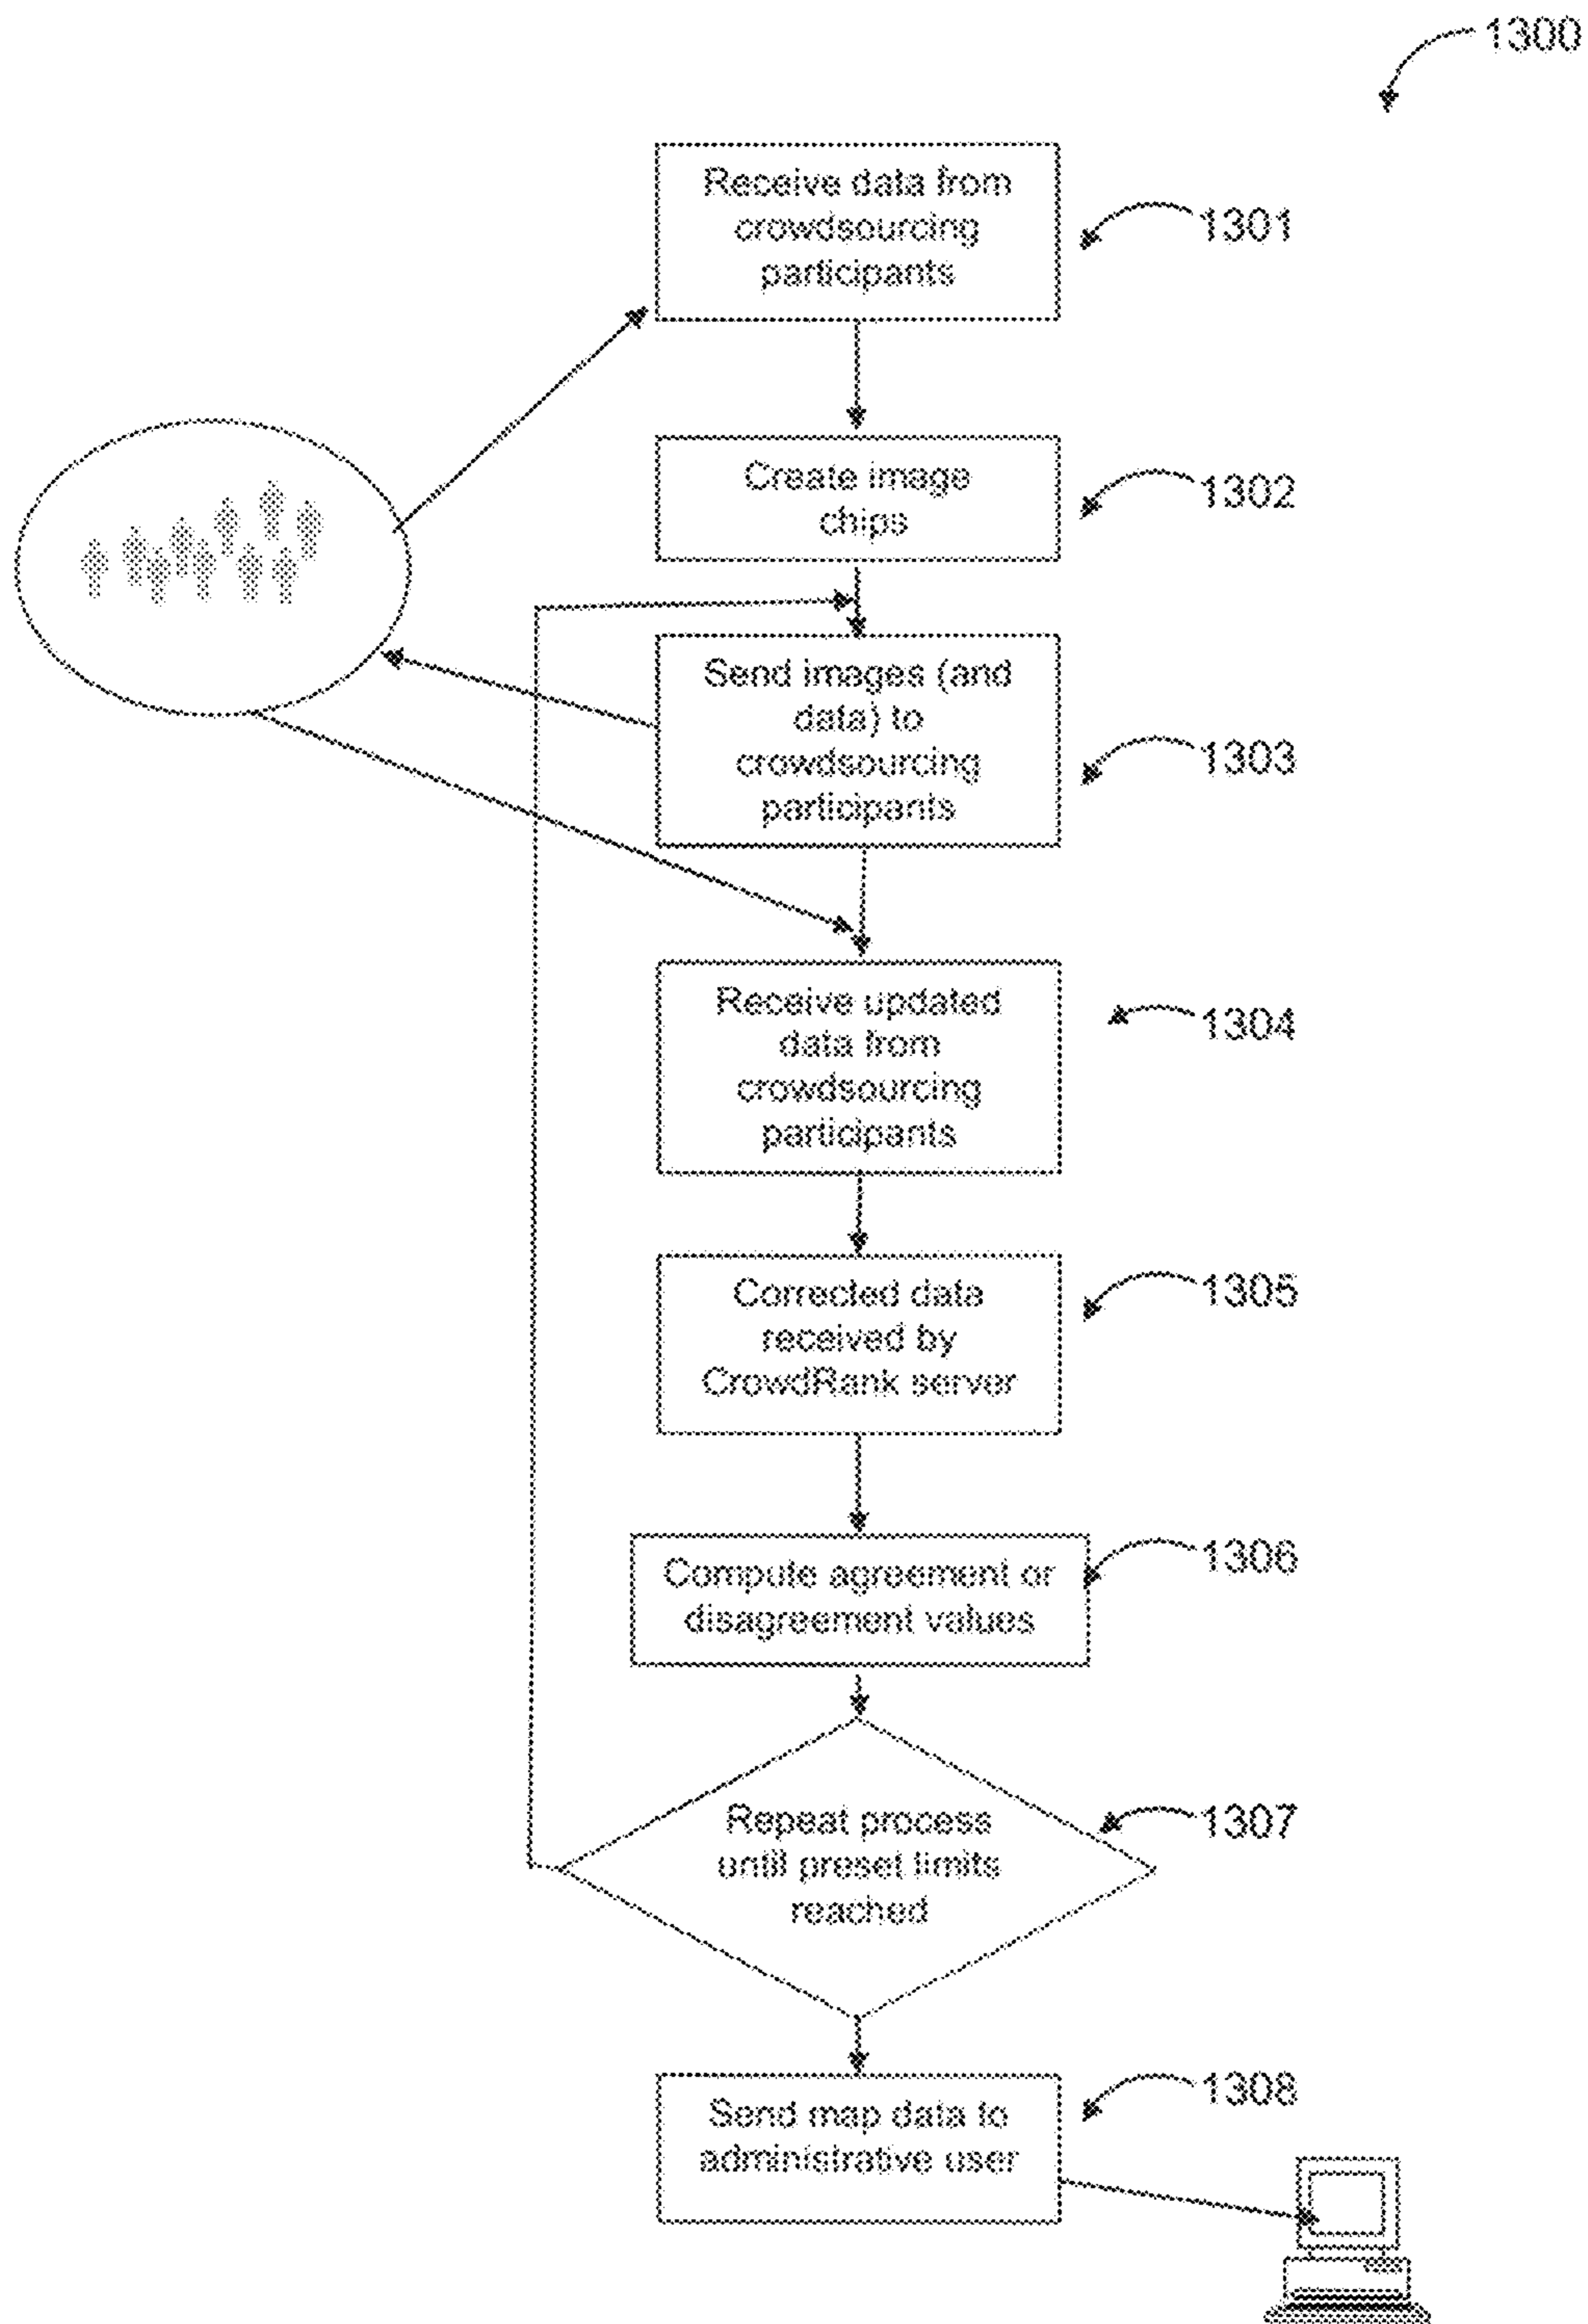 1300
Receive data from
crowdsourcing
participants
1301
Create image
chips
1302
Send images (and
data) to
crowdsourcing
participants
1303
Receive updated
data from
crowdsourcing
participants
1304
Corrected data
received by
CrowdRank server
1305
Compute agreement or
disagreement values
1306
Repeat process
until preset limits
reached
1307
Send map data to
administrative user
1308